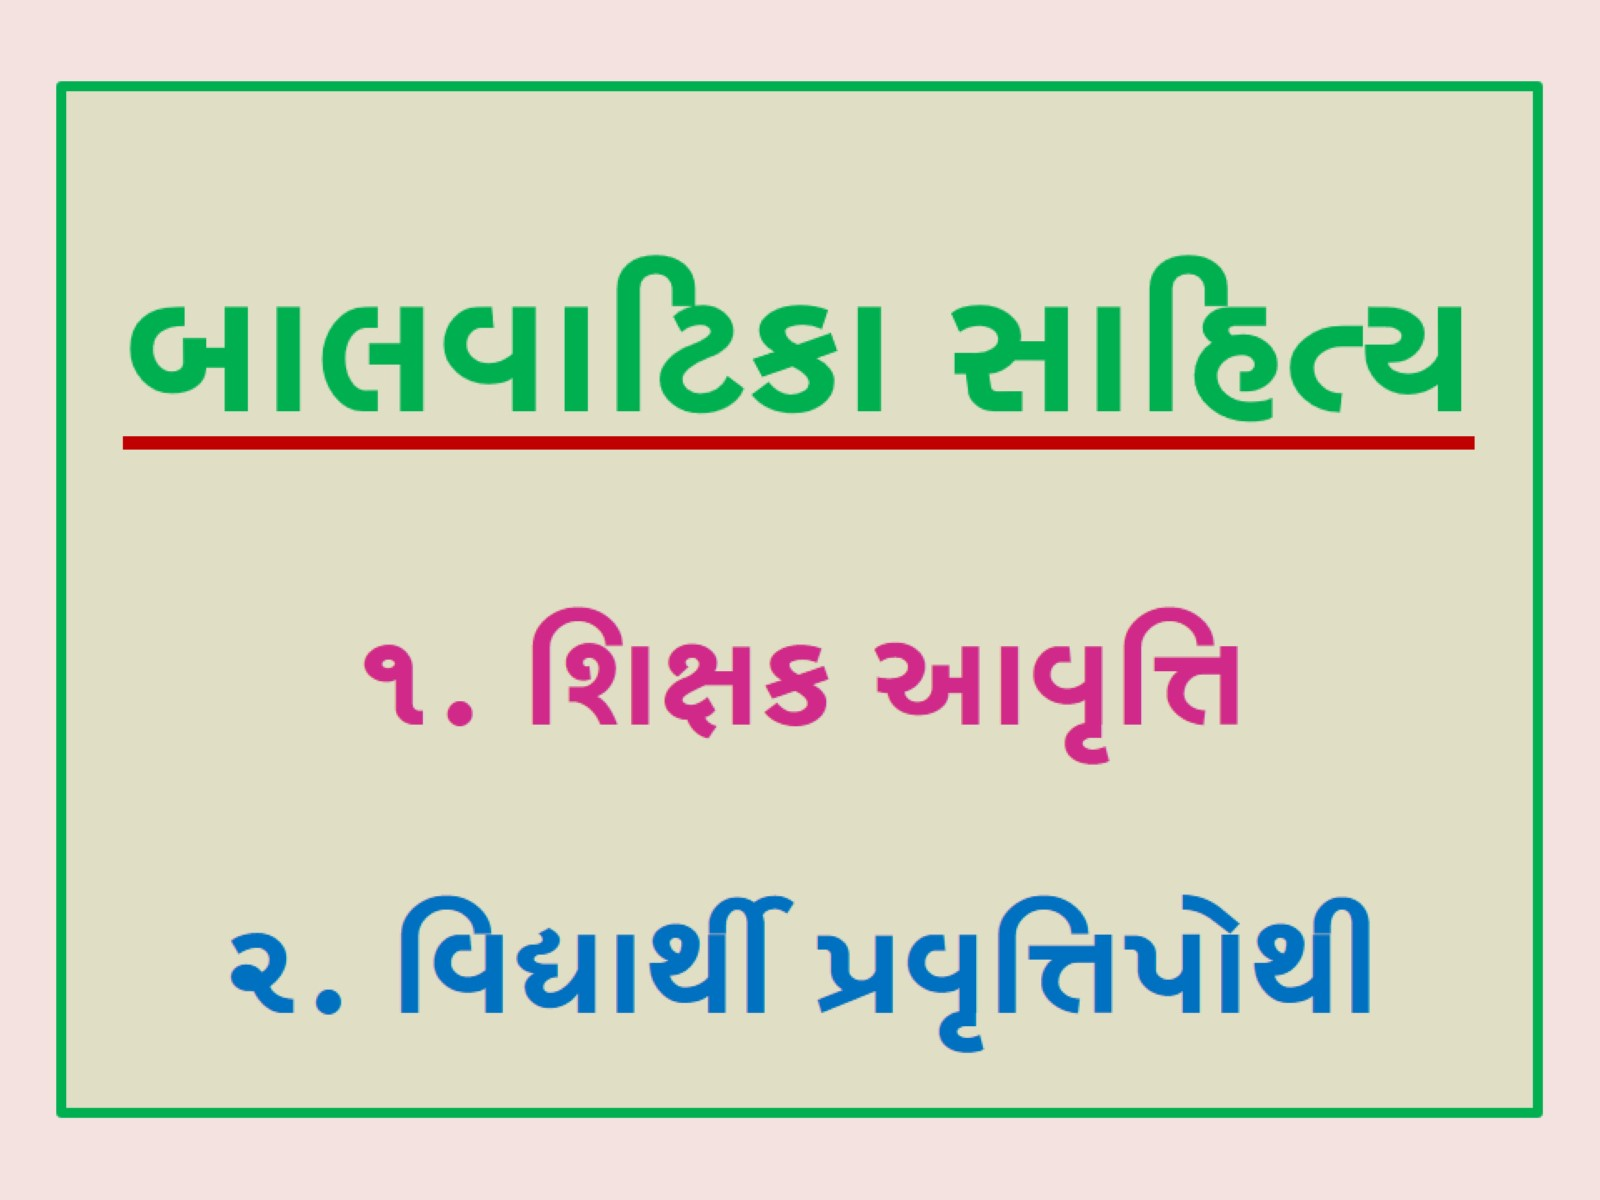 બાલવાટિકા સાહિત્ય
૧. શિક્ષક આવૃત્તિ
૨. વિદ્યાર્થી પ્રવૃત્તિપોથી